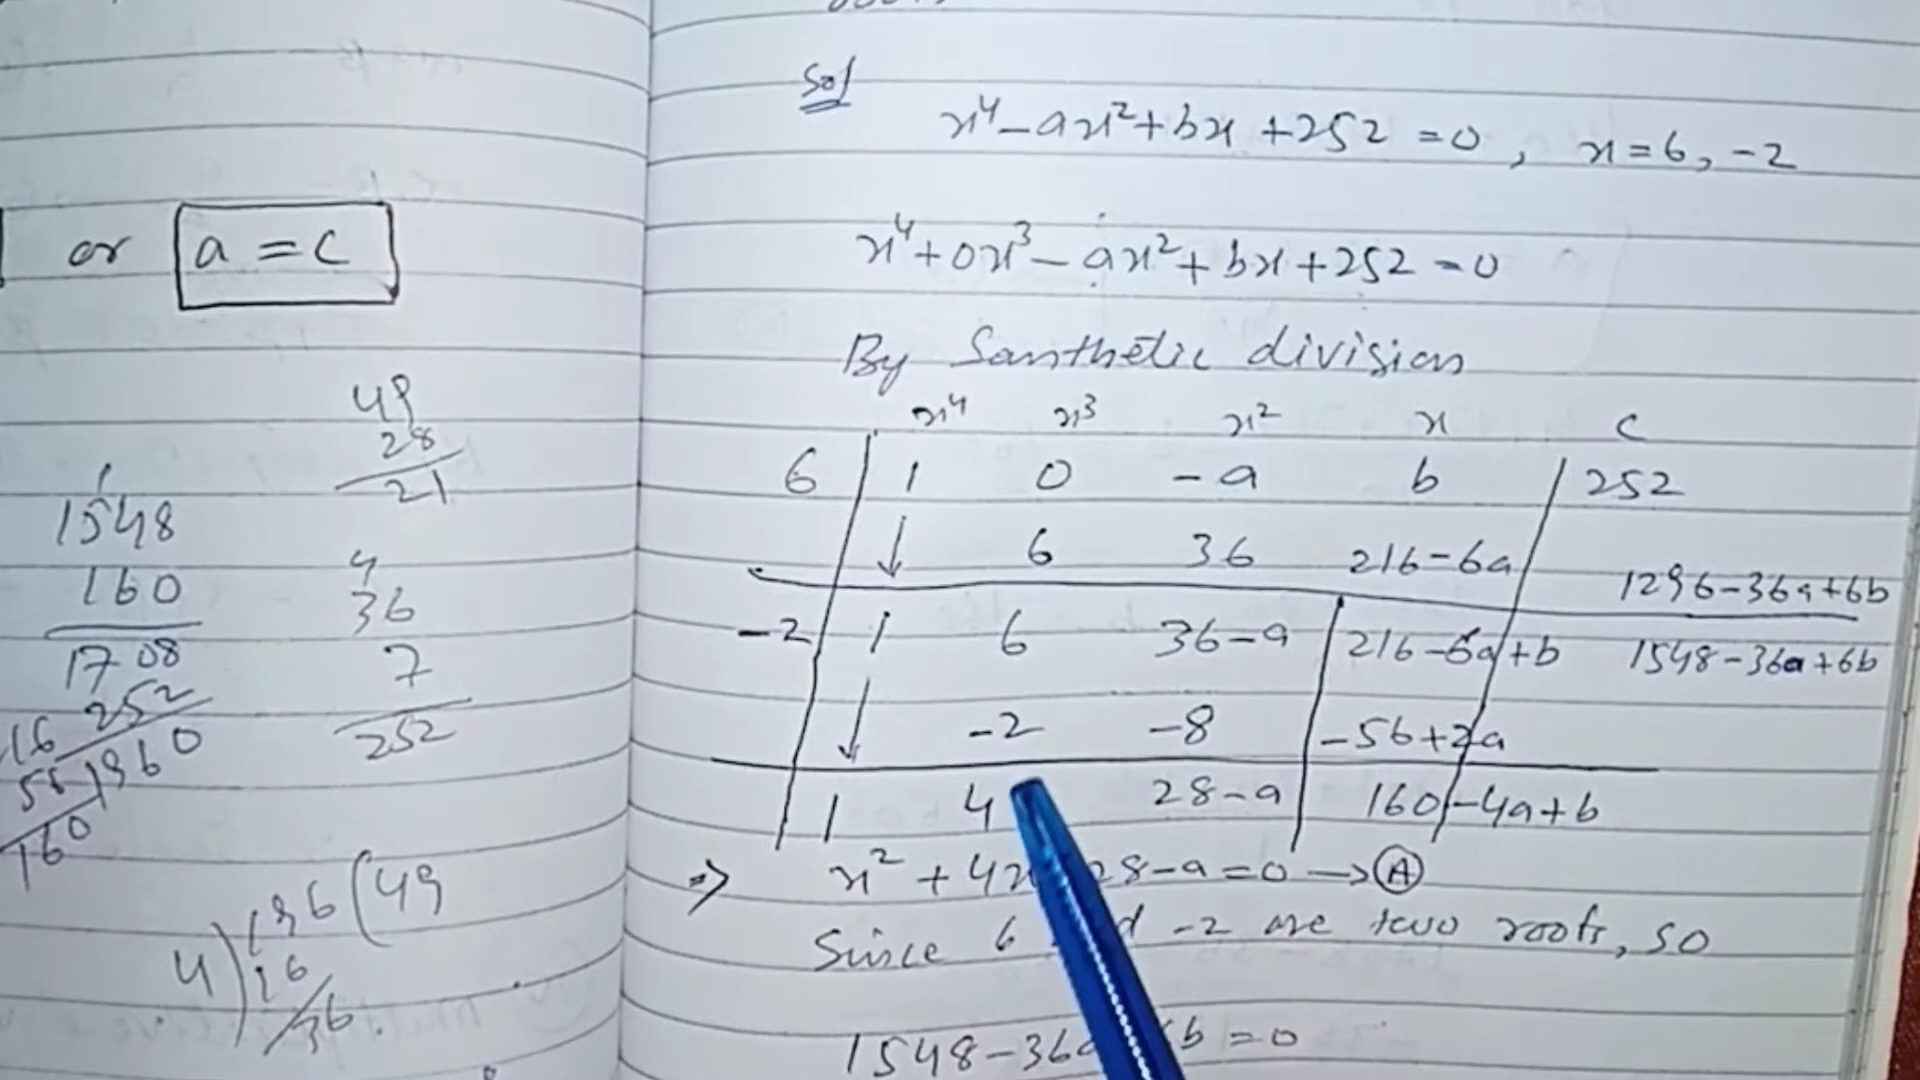 or a = c
49
28
21
1548
160
1708
252
1960
16
56
160
4
36
7
252
4)196(49
16
36
Sol
x⁴-ax²+bx+252=0, x=6,-2
x⁴+0x³-ax²+bx+252=0
By Santhetic division
x⁴ x³ x² x c
6 1 0 -a b 252
↓ 6 36 216-6a 1296-36a+6b
-2 1 6 36-a 216-6a+b 1548-36a+6b
↓ -2 -8 -56+2a
1 4 28-a 160-4a+b
⇒ x²+4x 28-a=0 →Ⓐ
Since 6 -2 are two roots, so
1548-36a b=0